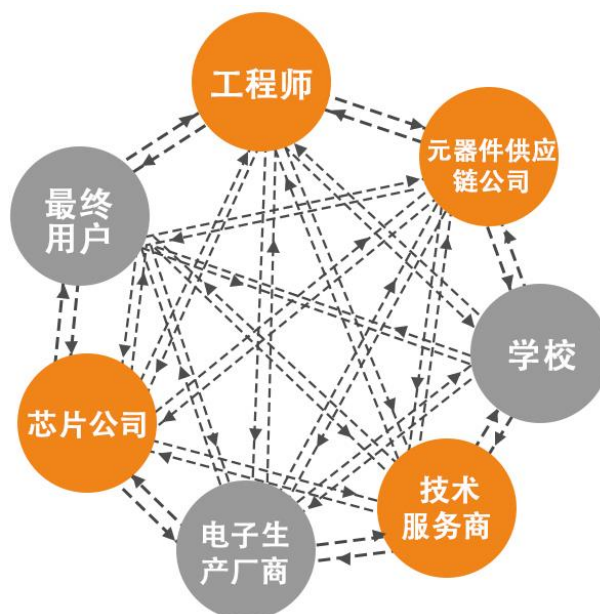 工程师
元器件供应
链公司
最终
用户
学校
芯片公司
技术
服务商
电子生
产厂商